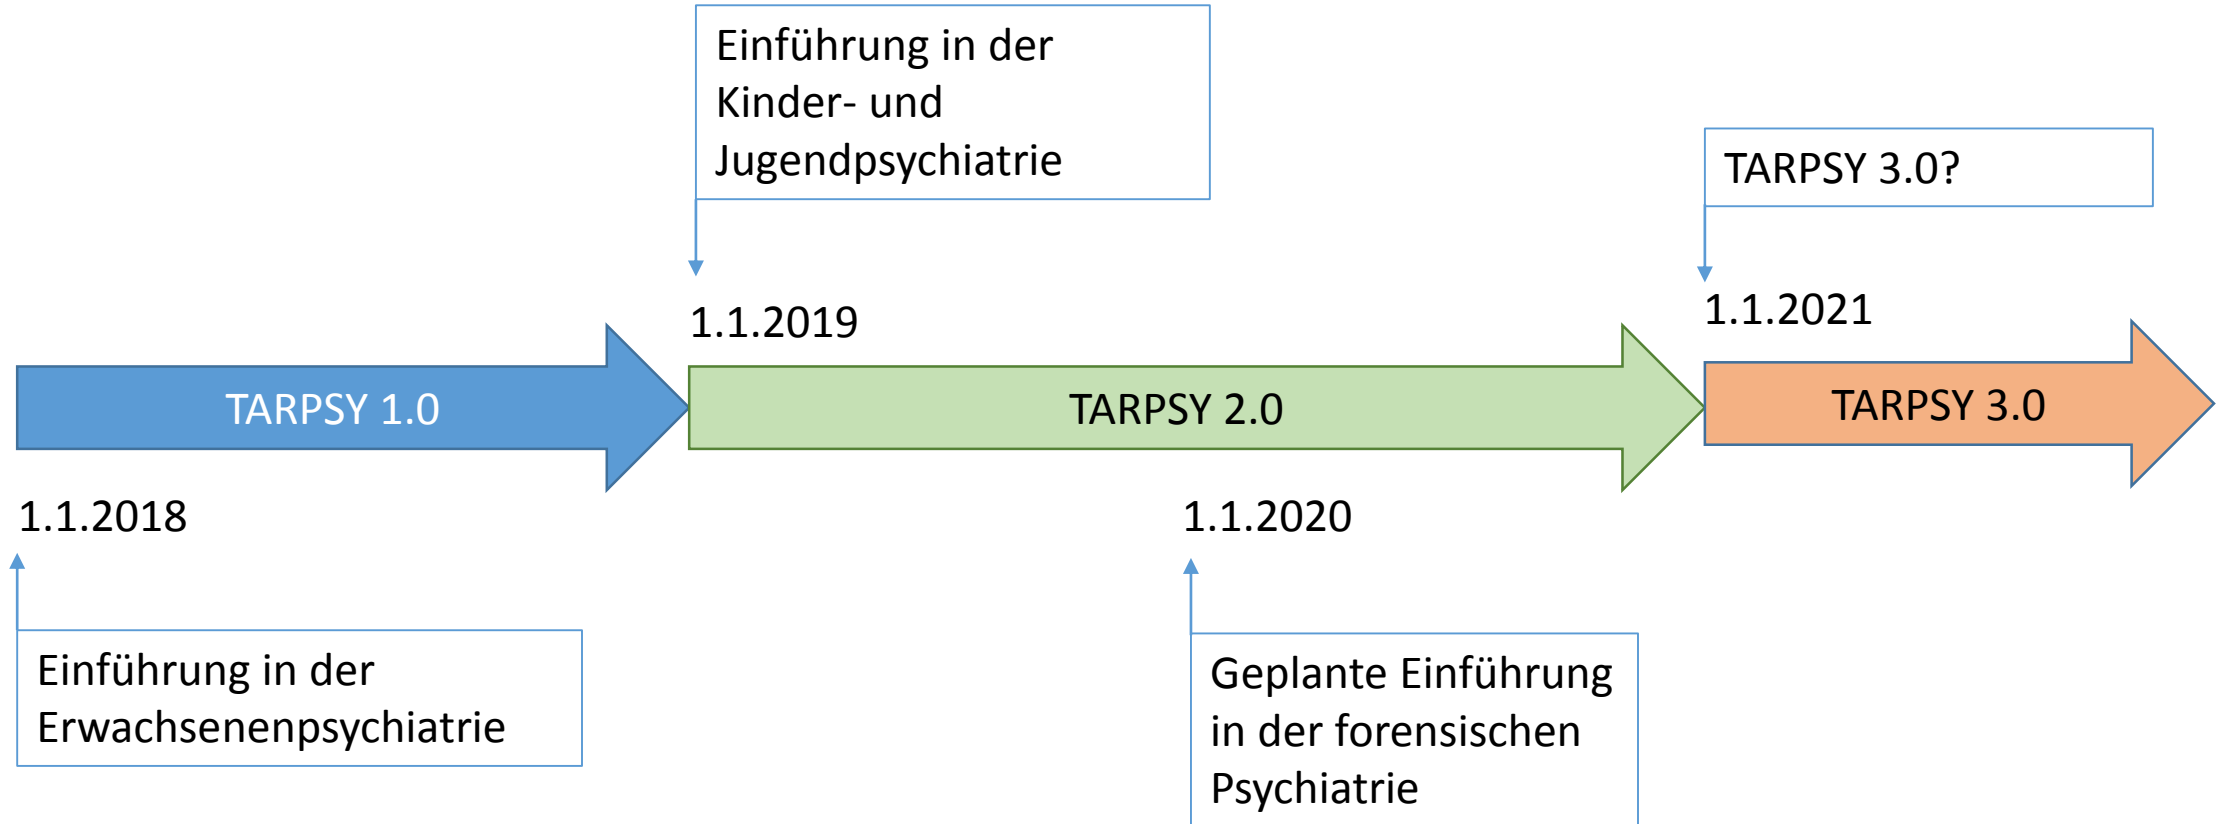 Einführung in der
Kinder- und
Jugendpsychiatrie
TARPSY 3.0?
1.1.2019
1.1.2021
TARPSY 1.0
TARPSY 2.0
TARPSY 3.0
1.1.2018
1.1.2020
Einführung in der
Erwachsenenpsychiatrie
Geplante Einführung
in der forensischen
Psychiatrie